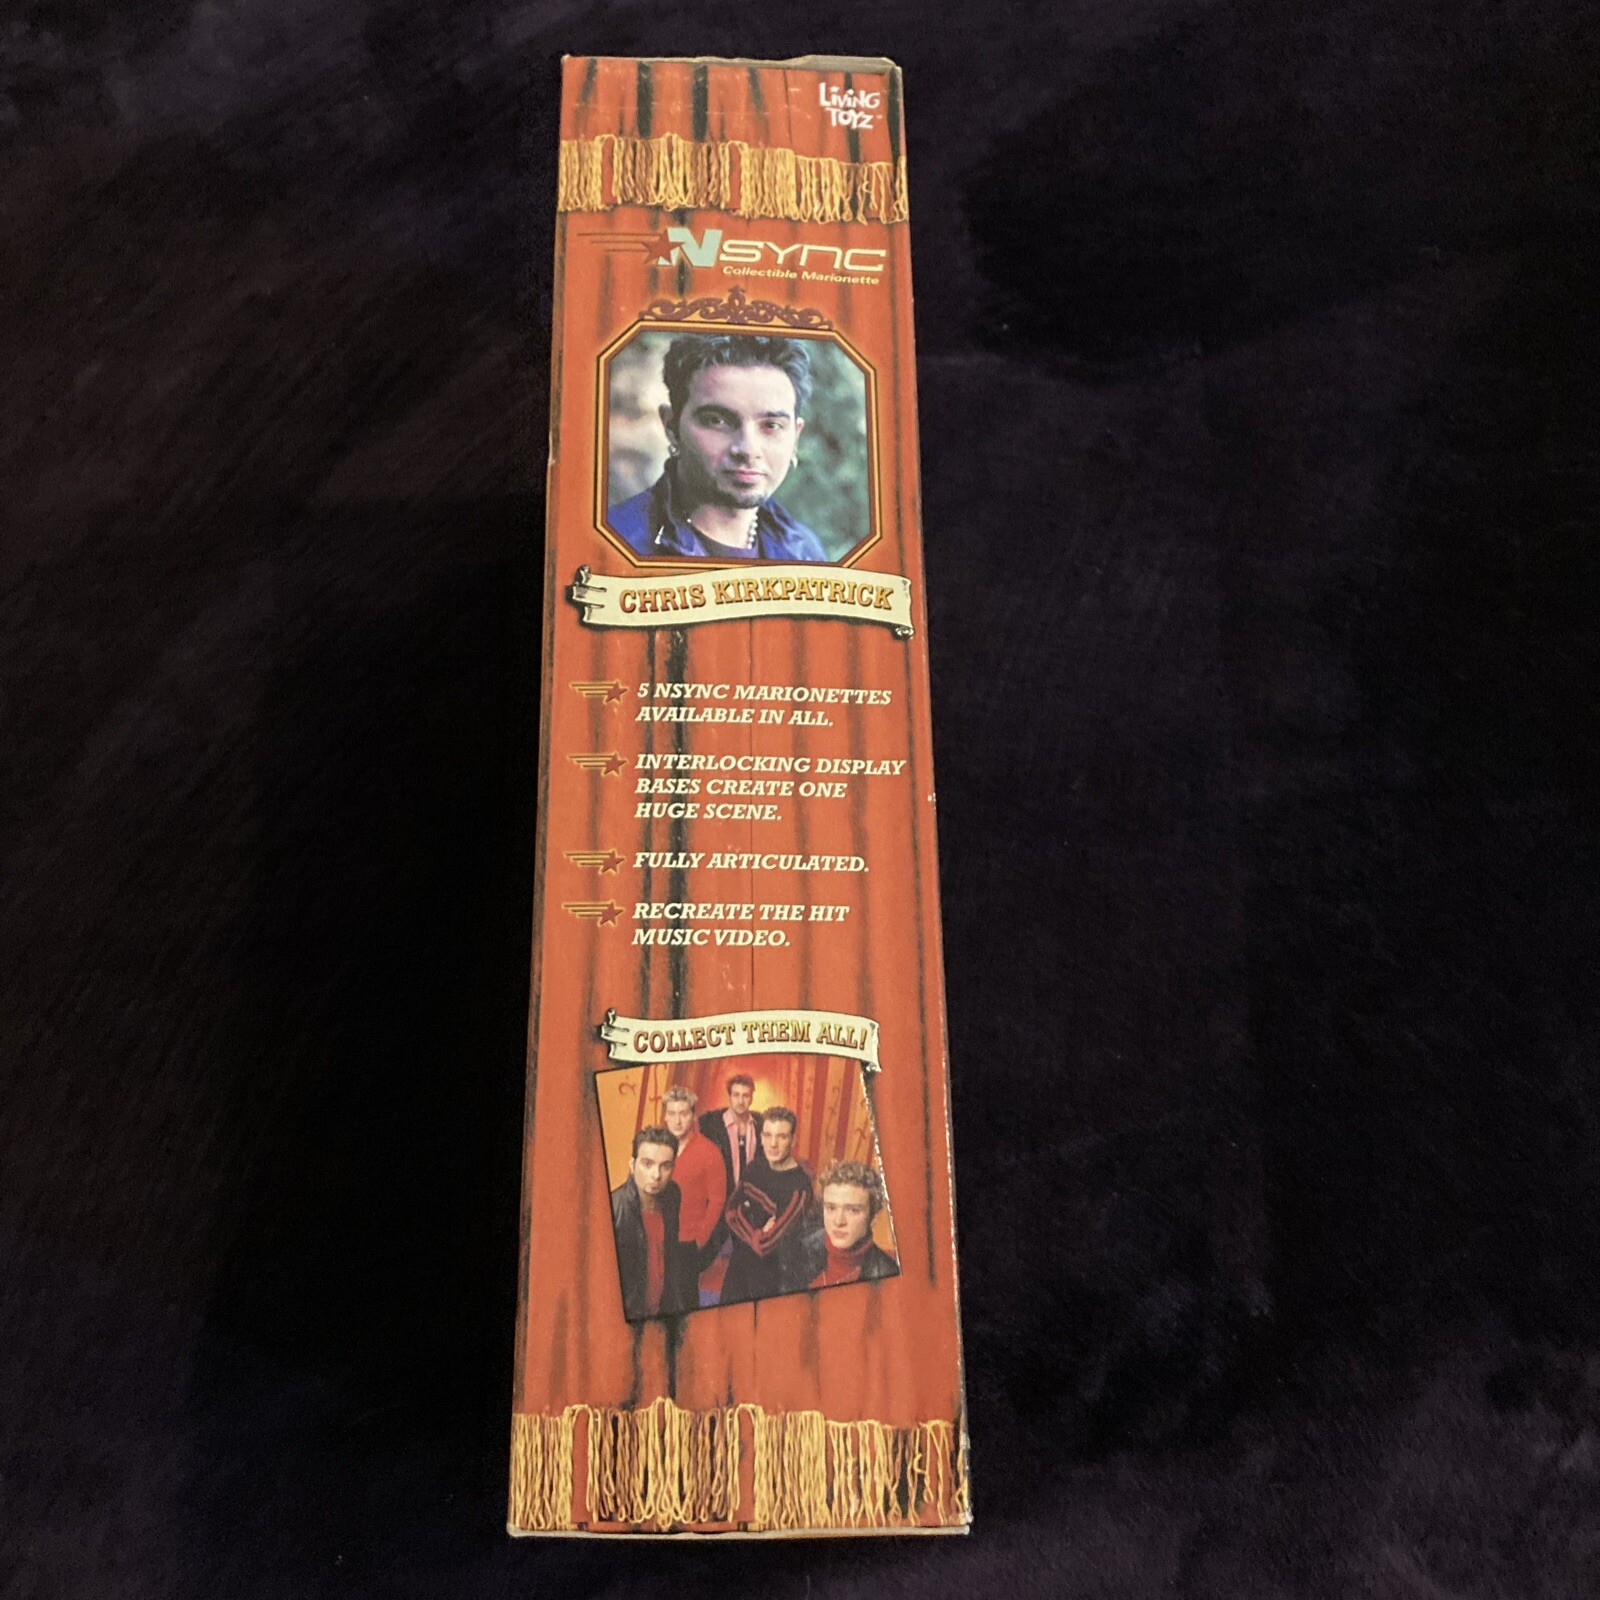 LiViNG
TOYZ™
*NSYNC
Collectible Marionette
CHRIS KIRKPATRICK
5 NSYNC MARIONETTES
AVAILABLE IN ALL.
INTERLOCKING DISPLAY
BASES CREATE ONE
HUGE SCENE.
FULLY ARTICULATED.
RECREATE THE HIT
MUSIC VIDEO.
COLLECT THEM ALL!